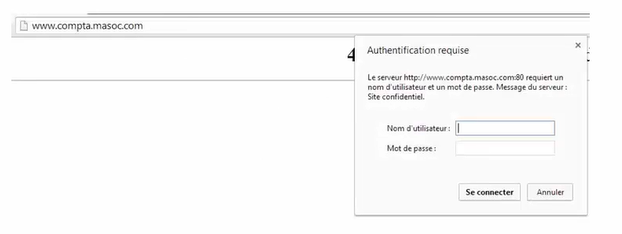 www.compta.masoc.com
Authentification requise
Le serveur http://www.compta.masoc.com:80 requiert un
nom d'utilisateur et un mot de passe. Message du serveur :
Site confidentiel.
Nom d'utilisateur :
Mot de passe :
Se connecter Annuler